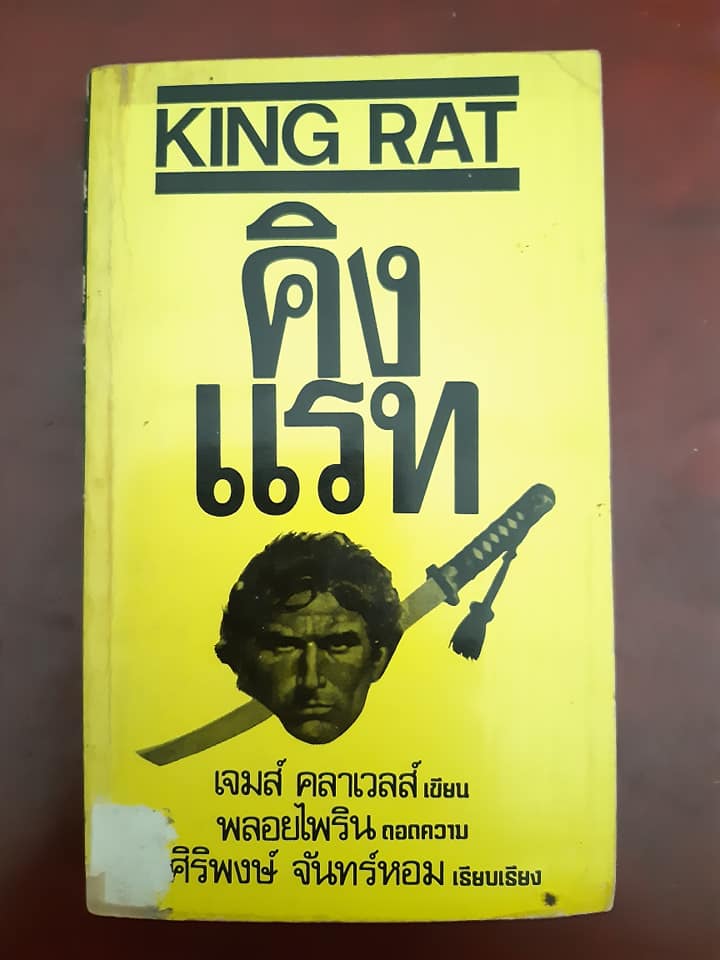 KING RAT
คิง
แรท
เจมส์ คลาเวลส์ เขียน
พลอยไพริน ถอดความ
ศิริพงษ์ จันทร์หอม เรียบเรียง